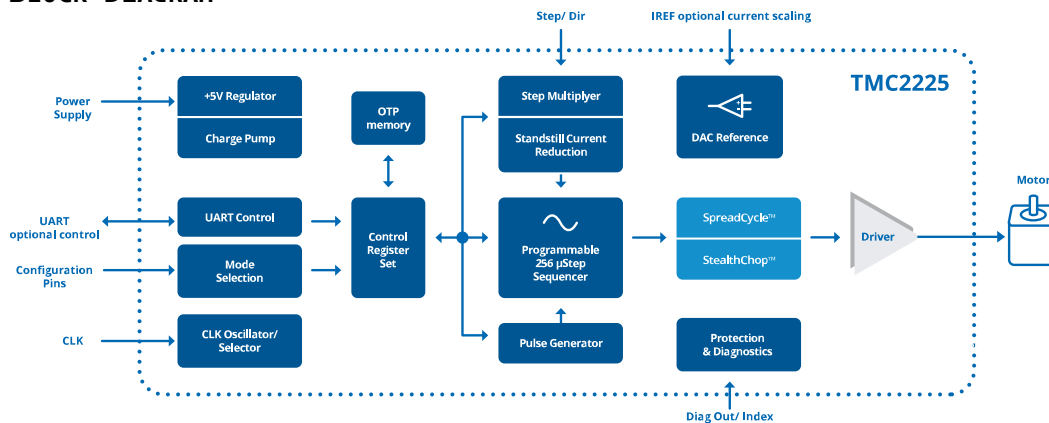 BLOCK DIAGRAM
Step/ Dir
IREF optional current scaling
TMC2225
Power
Supply
+5V Regulator
Charge Pump
OTP
memory
Step Multiplyer
Standstill Current
Reduction
DAC Reference
Motor
UART
optional control
UART Control
Configuration
Pins
Mode
Selection
Control
Register
Set
Programmable
256 µStep
Sequencer
SpreadCycle™
StealthChop™
Driver
CLK
CLK Oscillator/
Selector
Pulse Generator
Protection
& Diagnostics
Diag Out/ Index